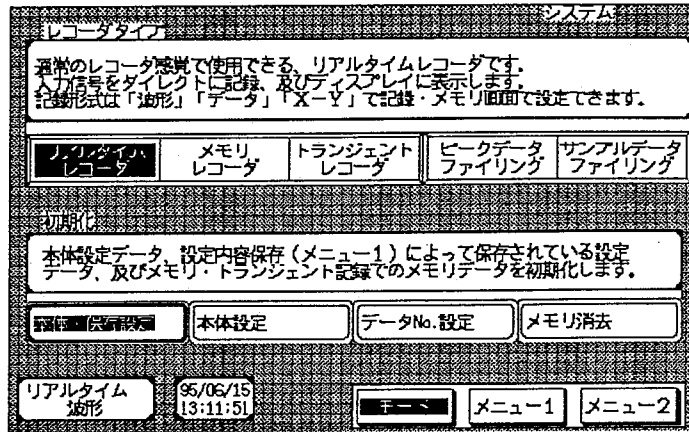 システム
レコーダタイプ
通常のレコーダ感覚で使用できる、リアルタイムレコーダです.
入力信号をダイレクトに記録、及びディスプレイに表示します.
記録形式は「波形」「データ」「X－Y」で記録・メモリ画面で設定できます.
リアルタイム
レコーダ
メモリ
レコーダ
トランジェント
レコーダ
ピークデータ
ファイリング
サンプルデータ
ファイリング
初期化
本体設定データ、設定内容保存（メニュー1）によって保存されている設定
データ、及びメモリ・トランジェント記録でのメモリデータを初期化します.
本体・保存設定
本体設定
データNo.設定
メモリ消去
リアルタイム
波形
95/06/15
13:11:51
モード
メニュー1
メニュー2